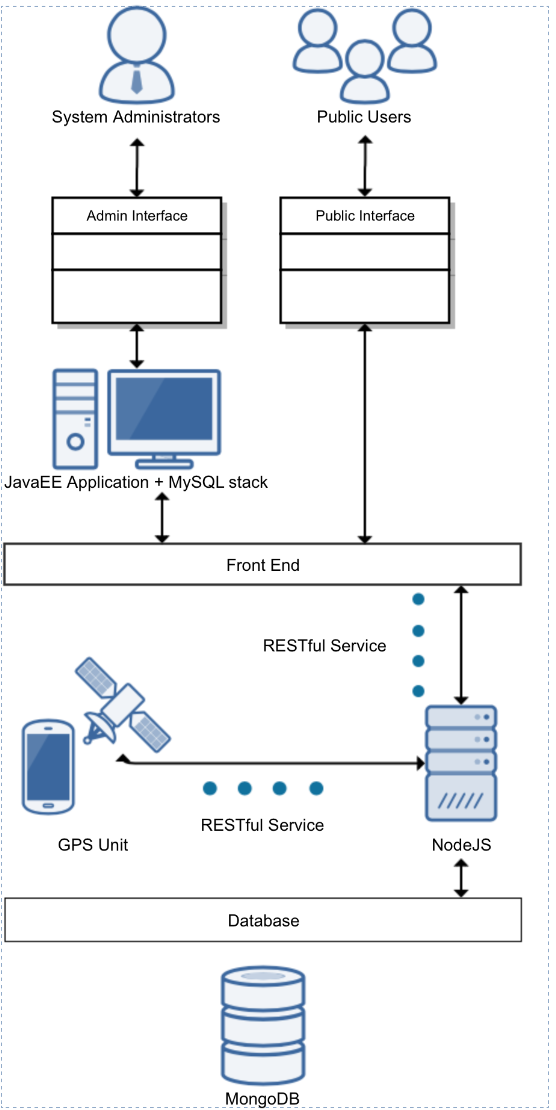 System Administrators
Public Users
Admin Interface
Public Interface
JavaEE Application + MySQL stack
Front End
RESTful Service
RESTful Service
GPS Unit
NodeJS
Database
MongoDB